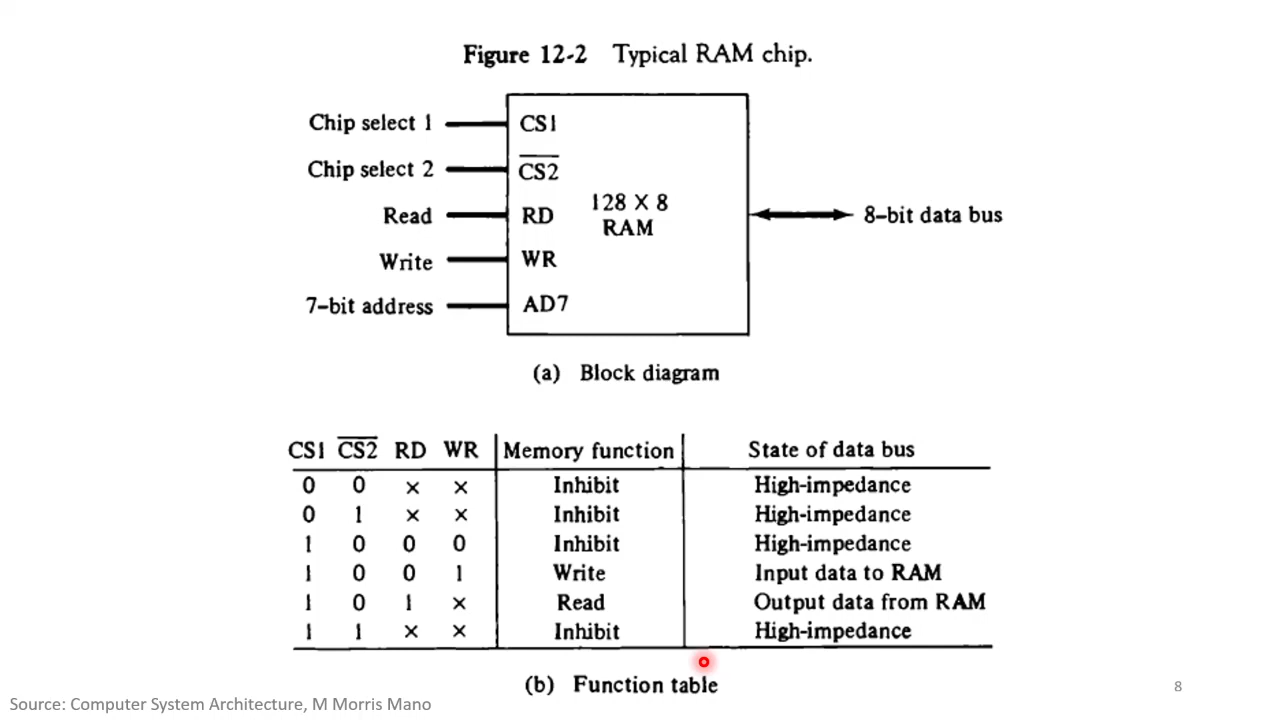 Figure 12-2 Typical RAM chip.
Chip select 1 CS1
Chip select 2 C̅S̅2̅
Read RD 128 X 8 8-bit data bus
RAM
Write WR
7-bit address AD7
(a) Block diagram
CS1 C̅S̅2̅ RD WR Memory function State of data bus
0 0 × × Inhibit High-impedance
0 1 × × Inhibit High-impedance
1 0 0 0 Inhibit High-impedance
1 0 0 1 Write Input data to RAM
1 0 1 × Read Output data from RAM
1 1 × × Inhibit High-impedance
(b) Function table
8
Source: Computer System Architecture, M Morris Mano